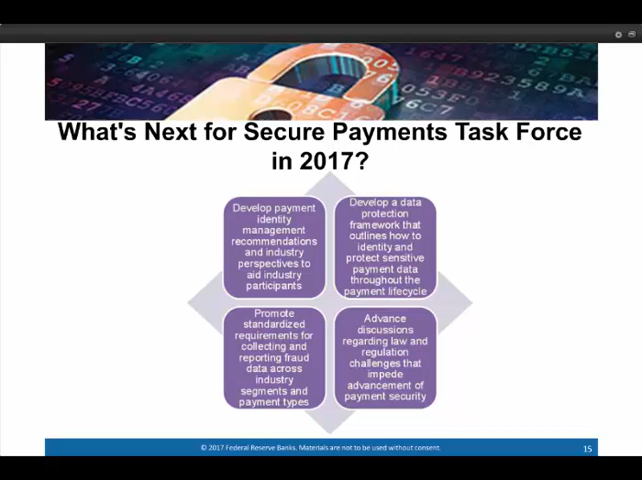 What's Next for Secure Payments Task Force
in 2017?
Develop payment
identity
management
recommendations
and industry
perspectives to
aid industry
participants
Develop a data
protection
framework that
outlines how to
identity and
protect sensitive
payment data
throughout the
payment lifecycle
Promote
standardized
requirements for
collecting and
reporting fraud
data across
industry
segments and
payment types
Advance
discussions
regarding law and
regulation
challenges that
impede
advancement of
payment security
© 2017 Federal Reserve Banks. Materials are not to be used without consent.
15